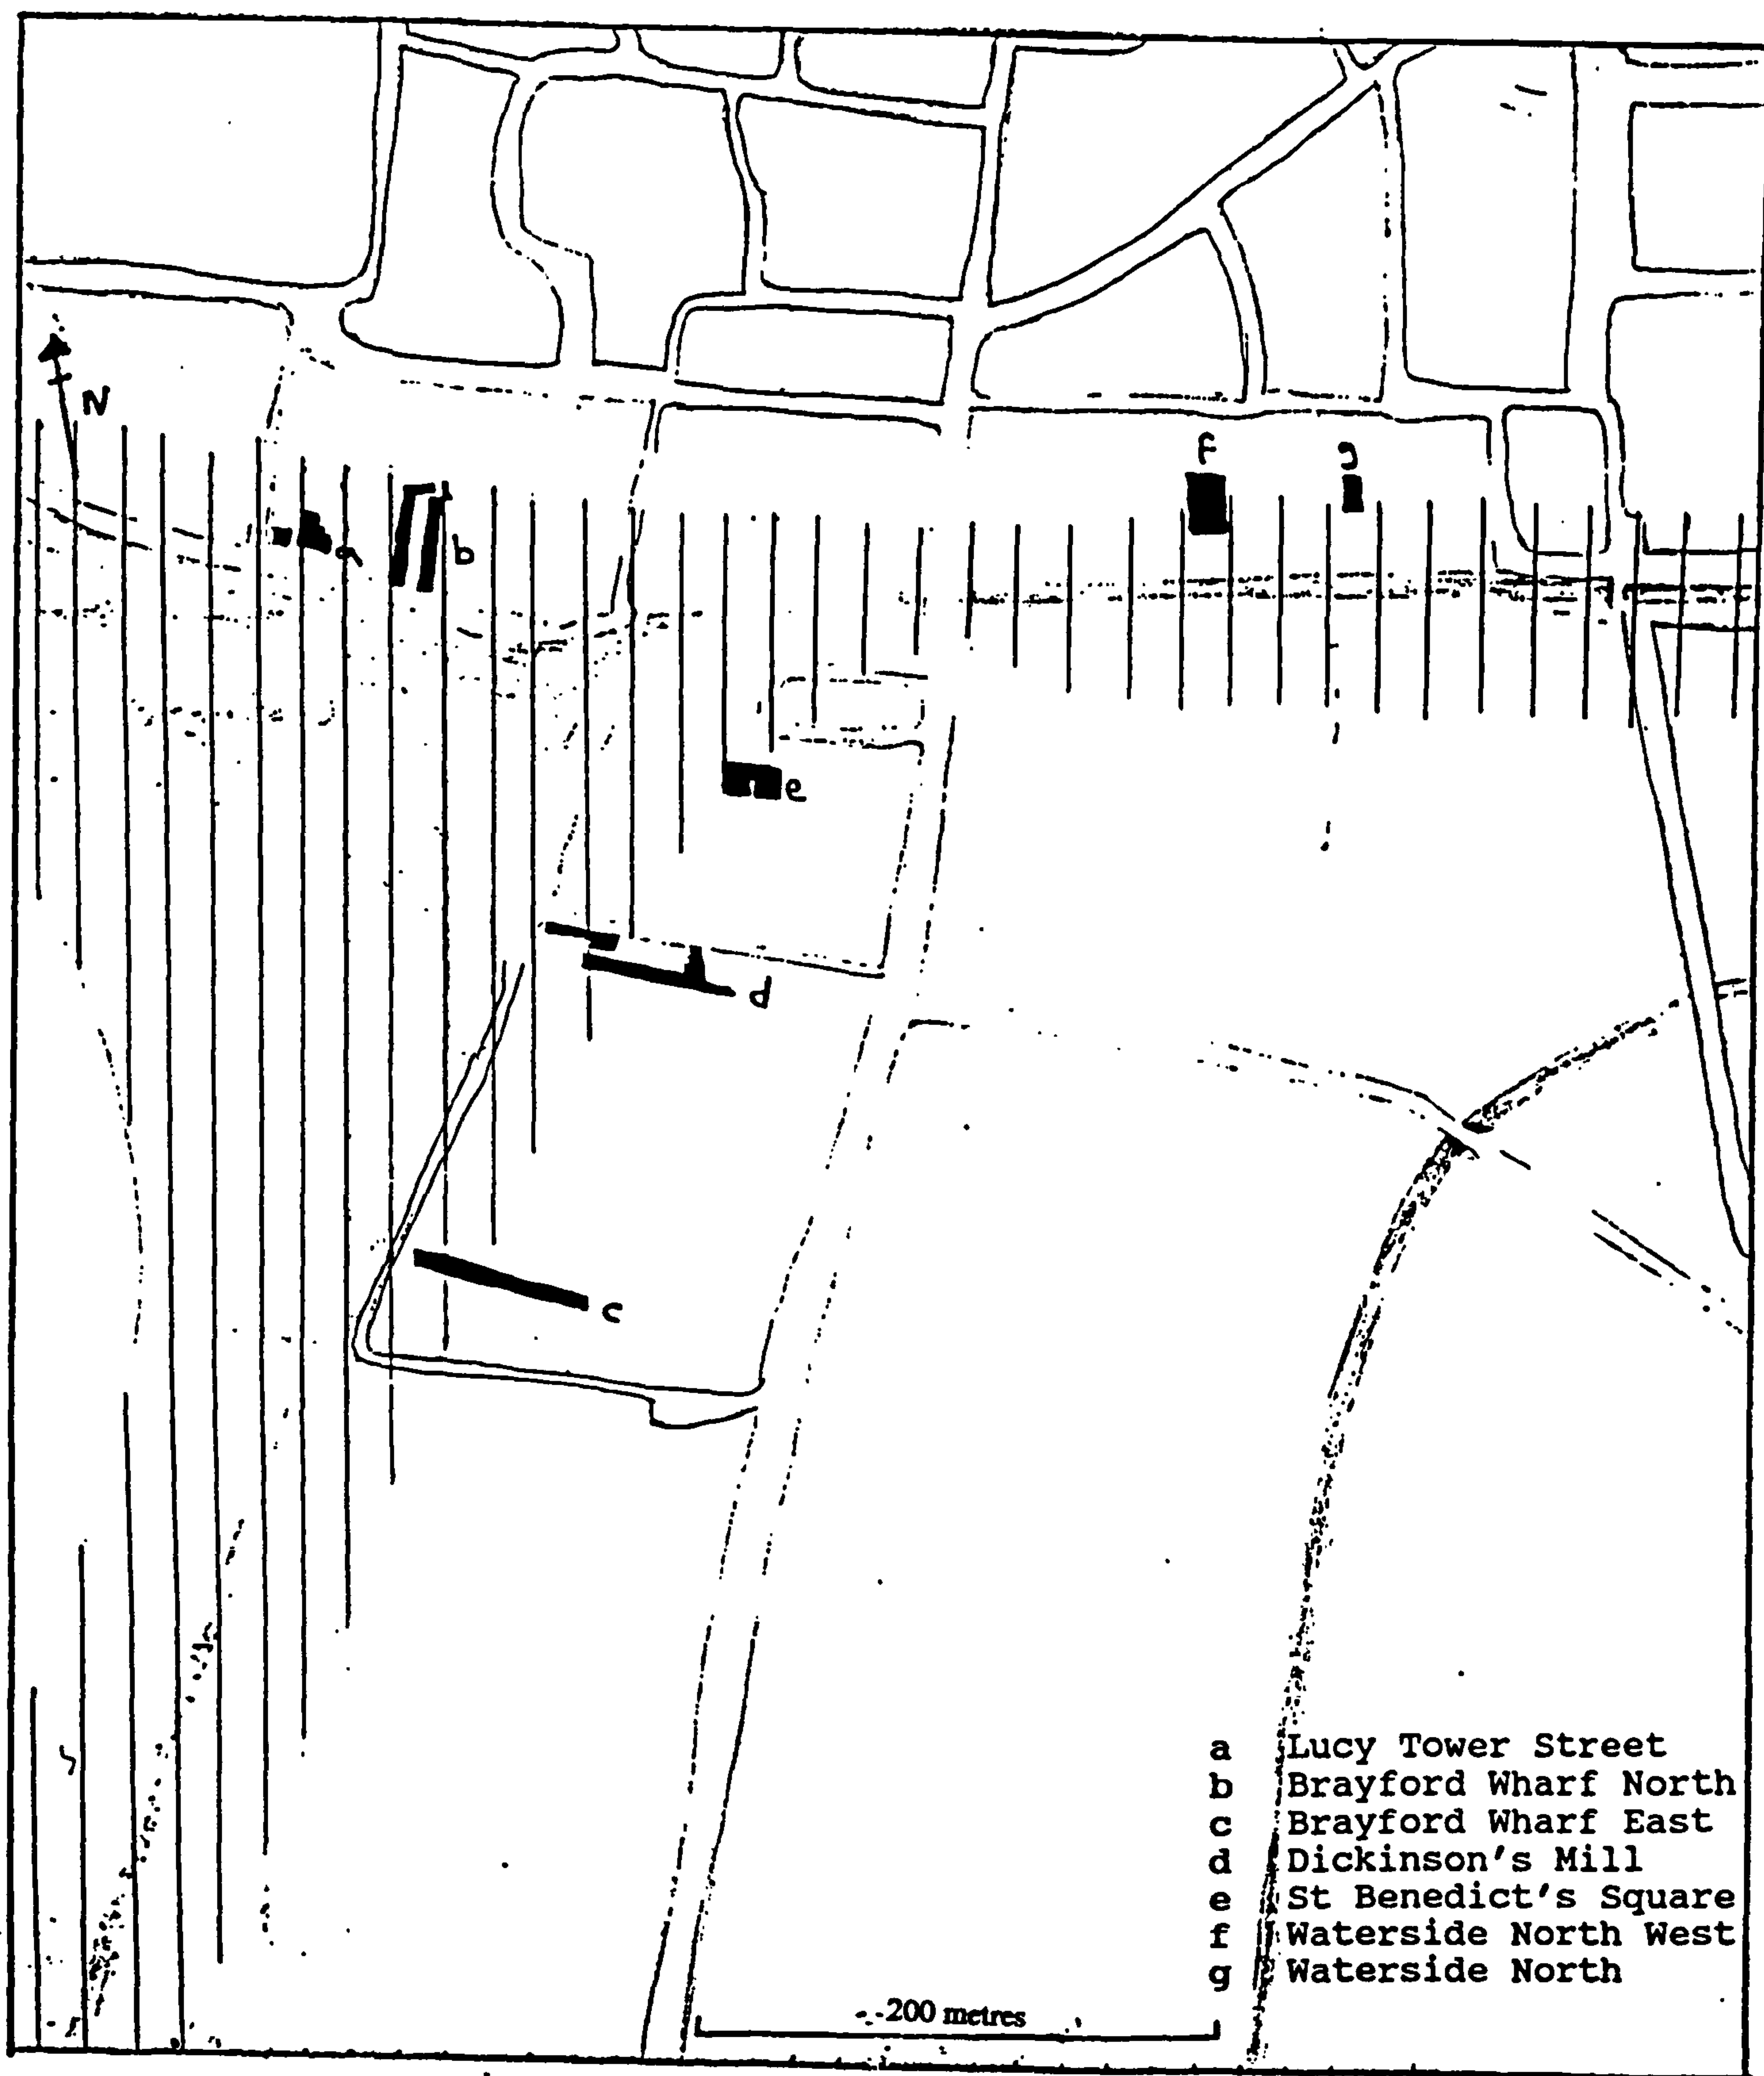 N
f
g
a
b
e
d
c
a Lucy Tower Street
b Brayford Wharf North
c Brayford Wharf East
d Dickinson's Mill
e St Benedict's Square
f Waterside North West
g Waterside North
200 metres